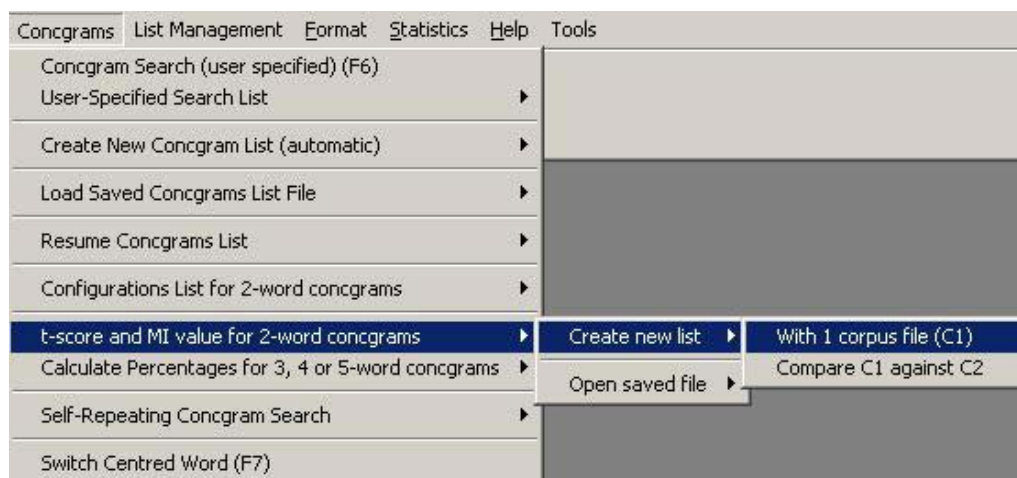 Concgrams List Management Format Statistics Help Tools
Concgram Search (user specified) (F6)
User-Specified Search List
Create New Concgram List (automatic)
Load Saved Concgrams List File
Resume Concgrams List
Configurations List for 2-word concgrams
t-score and MI value for 2-word concgrams Create new list With 1 corpus file (C1)
Calculate Percentages for 3, 4 or 5-word concgrams Compare C1 against C2
Open saved file
Self-Repeating Concgram Search
Switch Centred Word (F7)